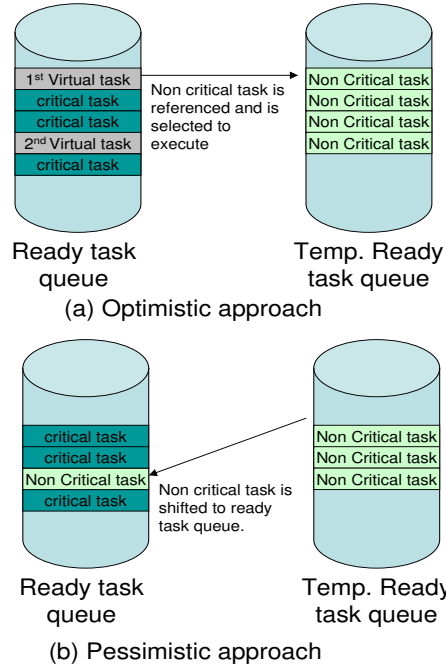 1st Virtual task
critical task
critical task
2nd Virtual task
critical task
Non critical task is
referenced and is
selected to
execute
Non Critical task
Non Critical task
Non Critical task
Non Critical task
Ready task
queue
Temp. Ready
task queue
(a) Optimistic approach
critical task
critical task
Non Critical task
critical task
Non critical task is
shifted to ready
task queue.
Non Critical task
Non Critical task
Non Critical task
Ready task
queue
Temp. Ready
task queue
(b) Pessimistic approach